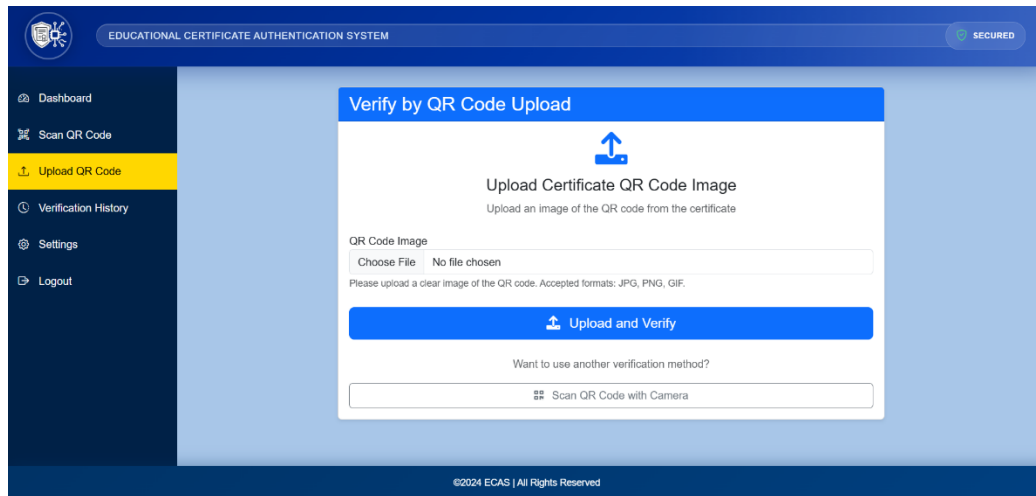 EDUCATIONAL CERTIFICATE AUTHENTICATION SYSTEM
SECURED
Dashboard
Scan QR Code
Upload QR Code
Verification History
Settings
Logout
Verify by QR Code Upload
Upload Certificate QR Code Image
Upload an image of the QR code from the certificate
QR Code Image
Choose File No file chosen
Please upload a clear image of the QR code. Accepted formats: JPG, PNG, GIF.
Upload and Verify
Want to use another verification method?
Scan QR Code with Camera
©2024 ECAS | All Rights Reserved